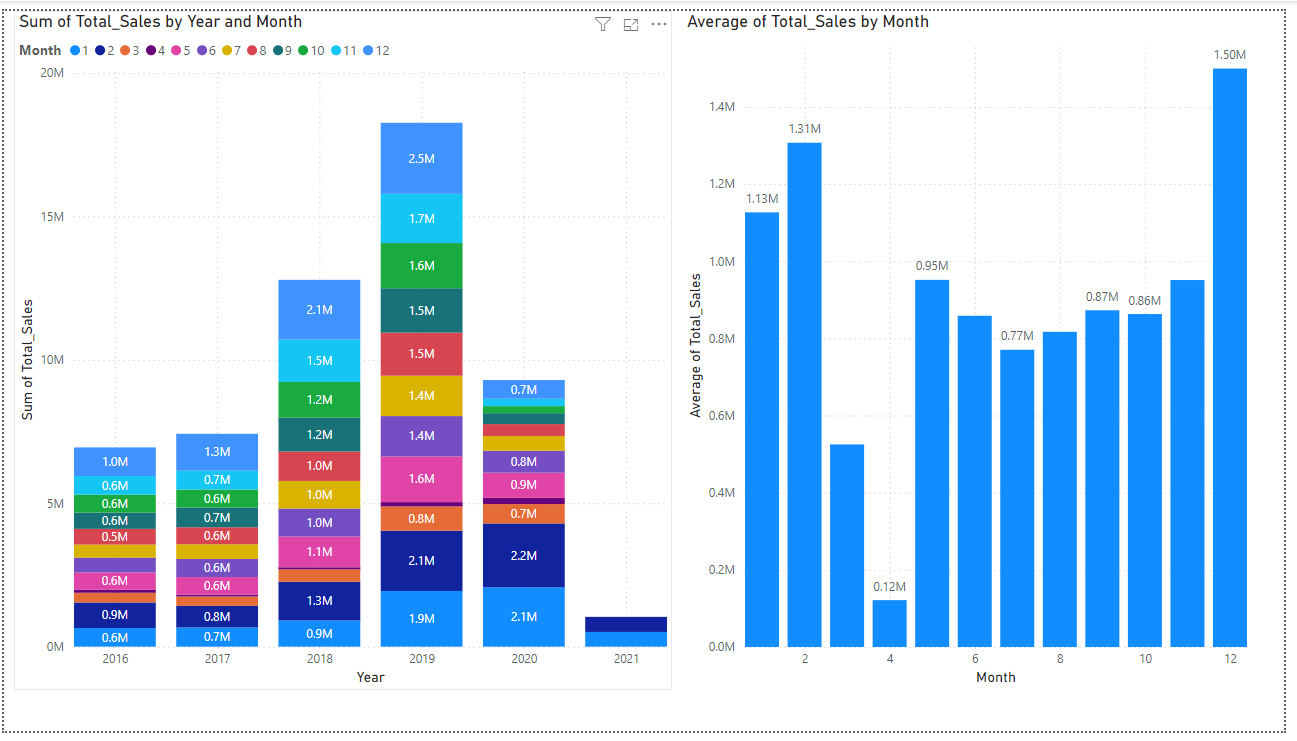 Sum of Total_Sales by Year and Month
Month 1 2 3 4 5 6 7 8 9 10 11 12
Sum of Total_Sales
20M
15M
10M
5M
0M
1.0M
0.6M
0.6M
0.6M
0.5M
0.6M
0.9M
0.6M
1.3M
0.7M
0.6M
0.7M
0.6M
0.6M
0.6M
0.8M
0.7M
2.1M
1.5M
1.2M
1.2M
1.0M
1.0M
1.0M
1.1M
1.3M
0.9M
2.5M
1.7M
1.6M
1.5M
1.5M
1.4M
1.4M
1.6M
0.8M
2.1M
1.9M
0.7M
0.8M
0.9M
0.7M
2.2M
2.1M
2016 2017 2018 2019 2020 2021
Year
Average of Total_Sales by Month
Average of Total_Sales
1.4M
1.2M
1.0M
0.8M
0.6M
0.4M
0.2M
0.0M
1.13M
1.31M
0.12M
0.95M
0.77M
0.87M
0.86M
1.50M
2 4 6 8 10 12
Month